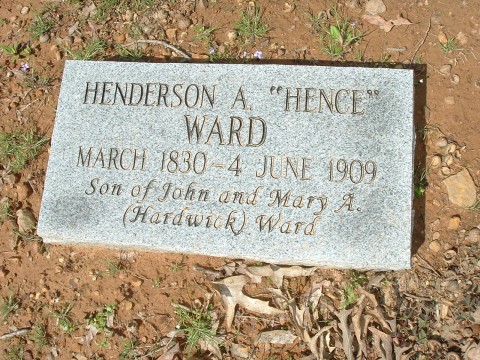 HENDERSON A. "HENCE"
WARD
MARCH 1830 - 4 JUNE 1909
Son of John and Mary A.
(Hardwick) Ward